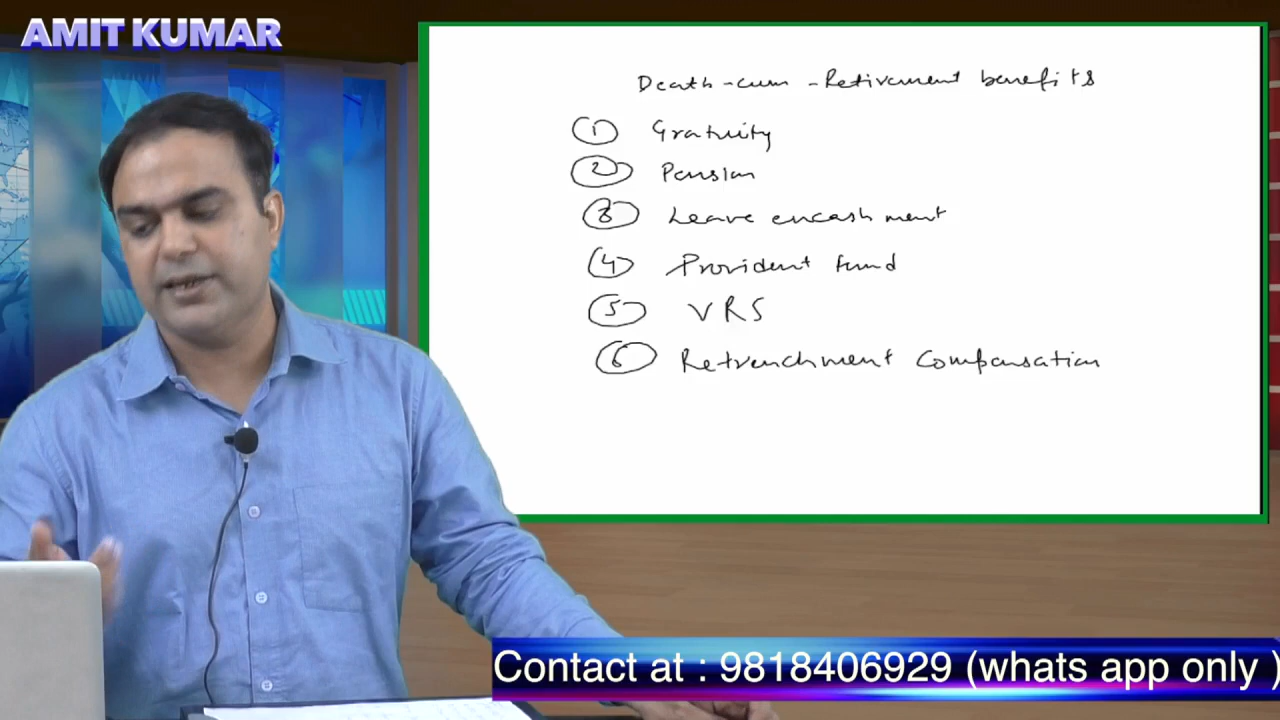 AMIT KUMAR
Death-cum-Retirement benefits
1 Gratuity
2 Pension
3 Leave encashment
4 Provident fund
5 VRS
6 Retrenchment Compensation
Contact at : 9818406929 (whats app only )